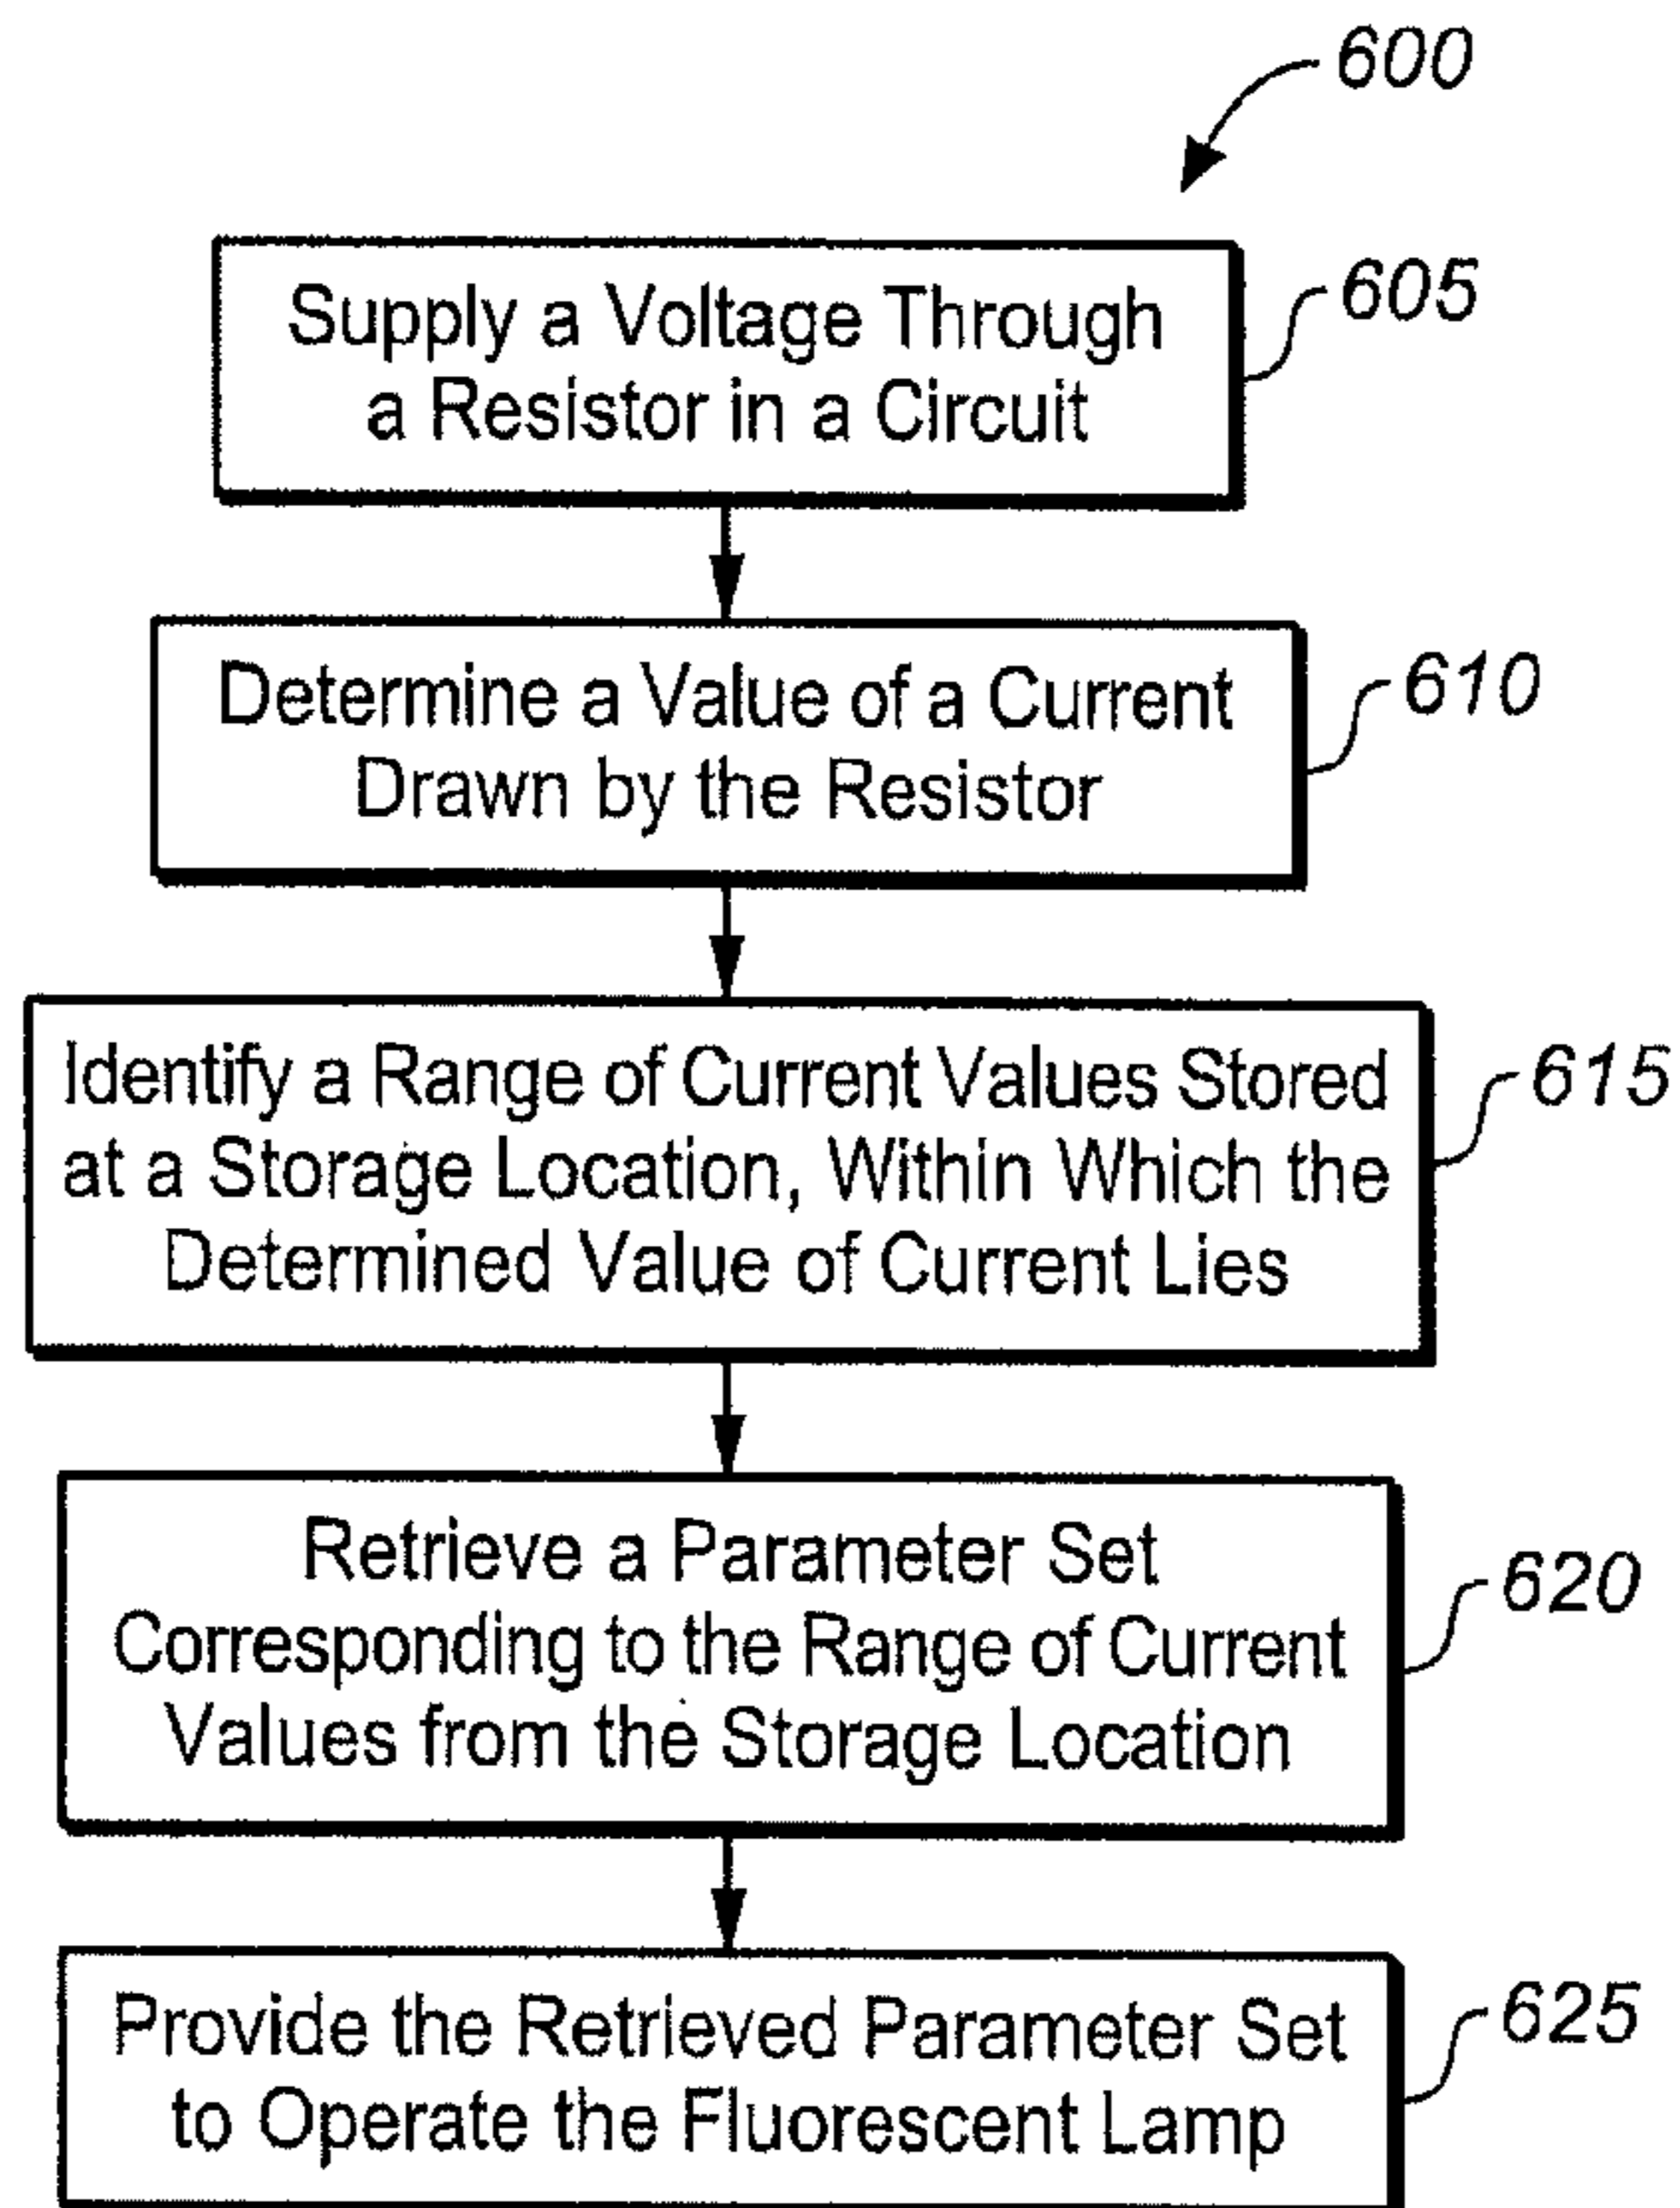 600
Supply a Voltage Through
a Resistor in a Circuit
605
Determine a Value of a Current
Drawn by the Resistor
610
Identify a Range of Current Values Stored
at a Storage Location, Within Which the
Determined Value of Current Lies
615
Retrieve a Parameter Set
Corresponding to the Range of Current
Values from the Storage Location
620
Provide the Retrieved Parameter Set
to Operate the Fluorescent Lamp
625